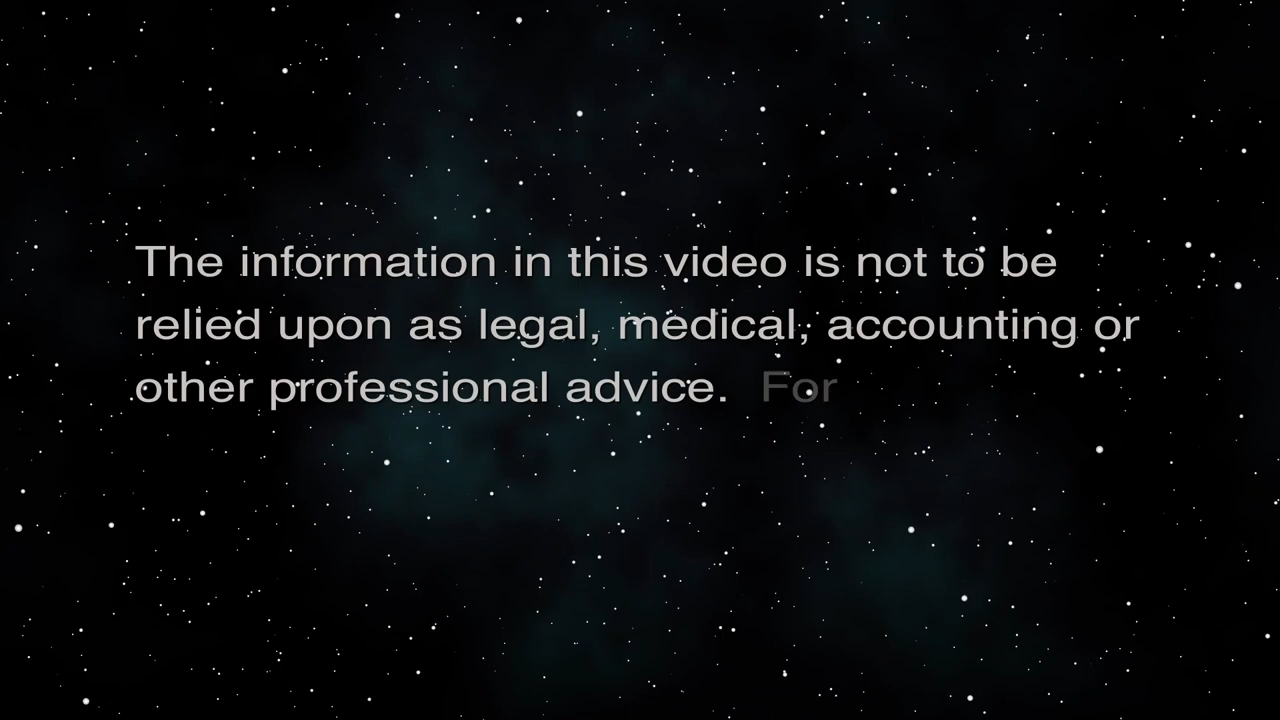 The information in this video is not to be
relied upon as legal, medical, accounting or
other professional advice. For